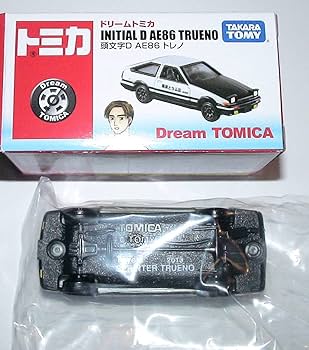 トミカ
ドリームトミカ
INITIAL D AE86 TRUENO
頭文字D AE86 トレノ
TAKARA TOMY
Dream TOMICA
Dream TOMICA
TOMICA
2013
SPRINTER TRUENO